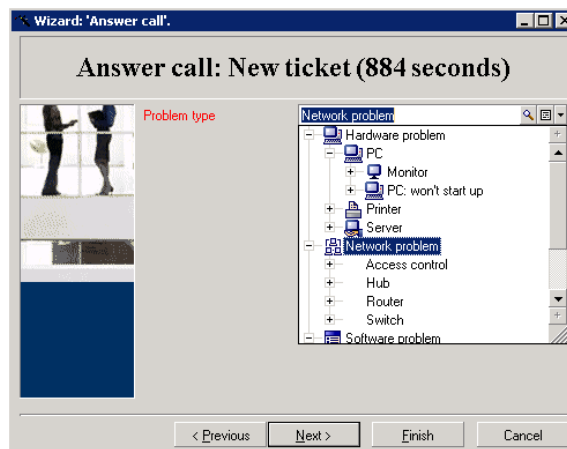 Wizard: 'Answer call'.
Answer call: New ticket (884 seconds)
Problem type
Network problem
Hardware problem
PC
Monitor
PC: won't start up
Printer
Server
Network problem
Access control
Hub
Router
Switch
Software problem
< Previous
Next >
Finish
Cancel